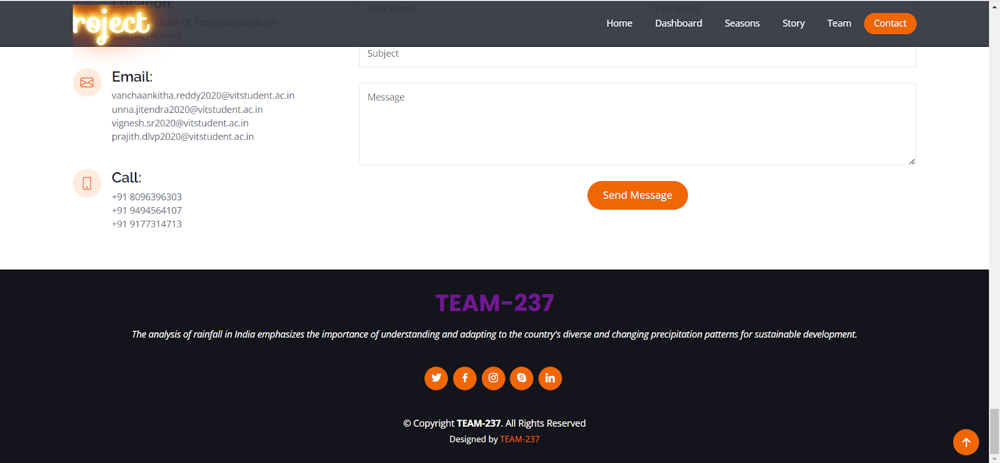 Location:
Your Name
Your Email
roject
Home
Dashboard
Seasons
Story
Team
Contact
itute Of Technology,Vellore-
632014,TN,India
Subject
Email:
vanchaankitha.reddy2020@vitstudent.ac.in
unna.jitendra2020@vitstudent.ac.in
vignesh.sr2020@vitstudent.ac.in
prajith.dlvp2020@vitstudent.ac.in
Message
Call:
+91 8096396303
+91 9494564107
+91 9177314713
Send Message
TEAM-237
The analysis of rainfall in India emphasizes the importance of understanding and adapting to the country's diverse and changing precipitation patterns for sustainable development.
© Copyright TEAM-237. All Rights Reserved
Designed by TEAM-237